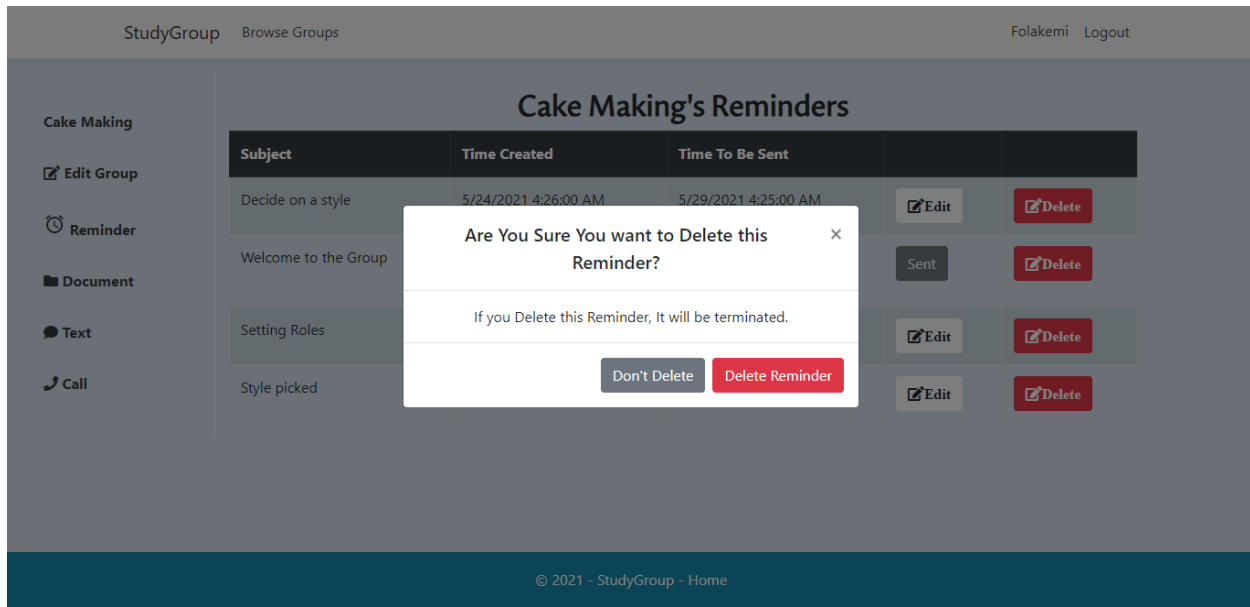 StudyGroup Browse Groups Folakemi Logout
Cake Making
Edit Group
Reminder
Document
Text
Call
Cake Making's Reminders
Subject Time Created Time To Be Sent
Decide on a style 5/24/2021 4:26:00 AM 5/29/2021 4:25:00 AM Edit Delete
Welcome to the Group Sent Delete
Setting Roles Edit Delete
Style picked Edit Delete
Are You Sure You want to Delete this ×
Reminder?
If you Delete this Reminder, It will be terminated.
Don't Delete Delete Reminder
© 2021 - StudyGroup - Home